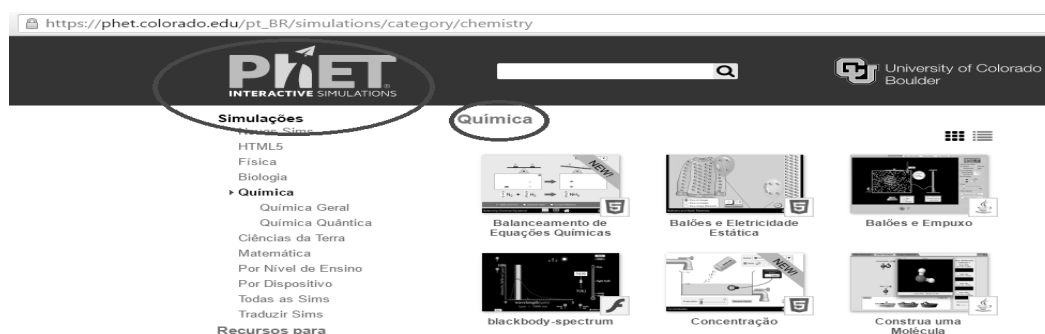 https://phet.colorado.edu/pt_BR/simulations/category/chemistry
PhET
INTERACTIVE SIMULATIONS
University of Colorado
Boulder
Simulações
Novas Sims
HTML5
Física
Biologia
Química
Química Geral
Química Quântica
Ciências da Terra
Matemática
Por Nível de Ensino
Por Dispositivo
Todas as Sims
Traduzir Sims
Recursos para
Química
NEW!
Balanceamento de
Equações Químicas
Balões e Eletricidade
Estática
Balões e Empuxo
blackbody-spectrum
NEW!
Concentração
Construa uma
Molécula